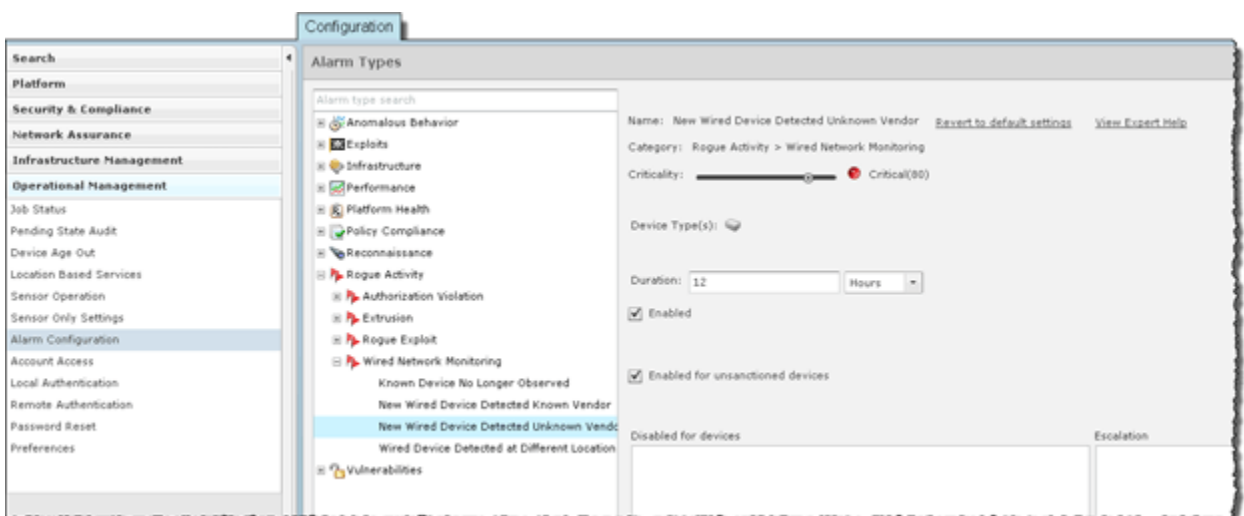 Configuration
Search
Platform
Security & Compliance
Network Assurance
Infrastructure Management
Operational Management
Job Status
Pending State Audit
Device Age Out
Location Based Services
Sensor Operation
Sensor Only Settings
Alarm Configuration
Account Access
Local Authentication
Remote Authentication
Password Reset
Preferences
Alarm Types
Alarm type search
Anomalous Behavior
Exploits
Infrastructure
Performance
Platform Health
Policy Compliance
Reconnaissance
Rogue Activity
Authorization Violation
Extrusion
Rogue Exploit
Wired Network Monitoring
Known Device No Longer Observed
New Wired Device Detected Known Vendor
New Wired Device Detected Unknown Vendo
Wired Device Detected at Different Location
Vulnerabilities
Name: New Wired Device Detected Unknown Vendor Revert to default settings View Expert Help
Category: Rogue Activity > Wired Network Monitoring
Criticality: Critical(80)
Device Type(s):
Duration: 12 Hours
Enabled
Enabled for unsanctioned devices
Disabled for devices Escalation